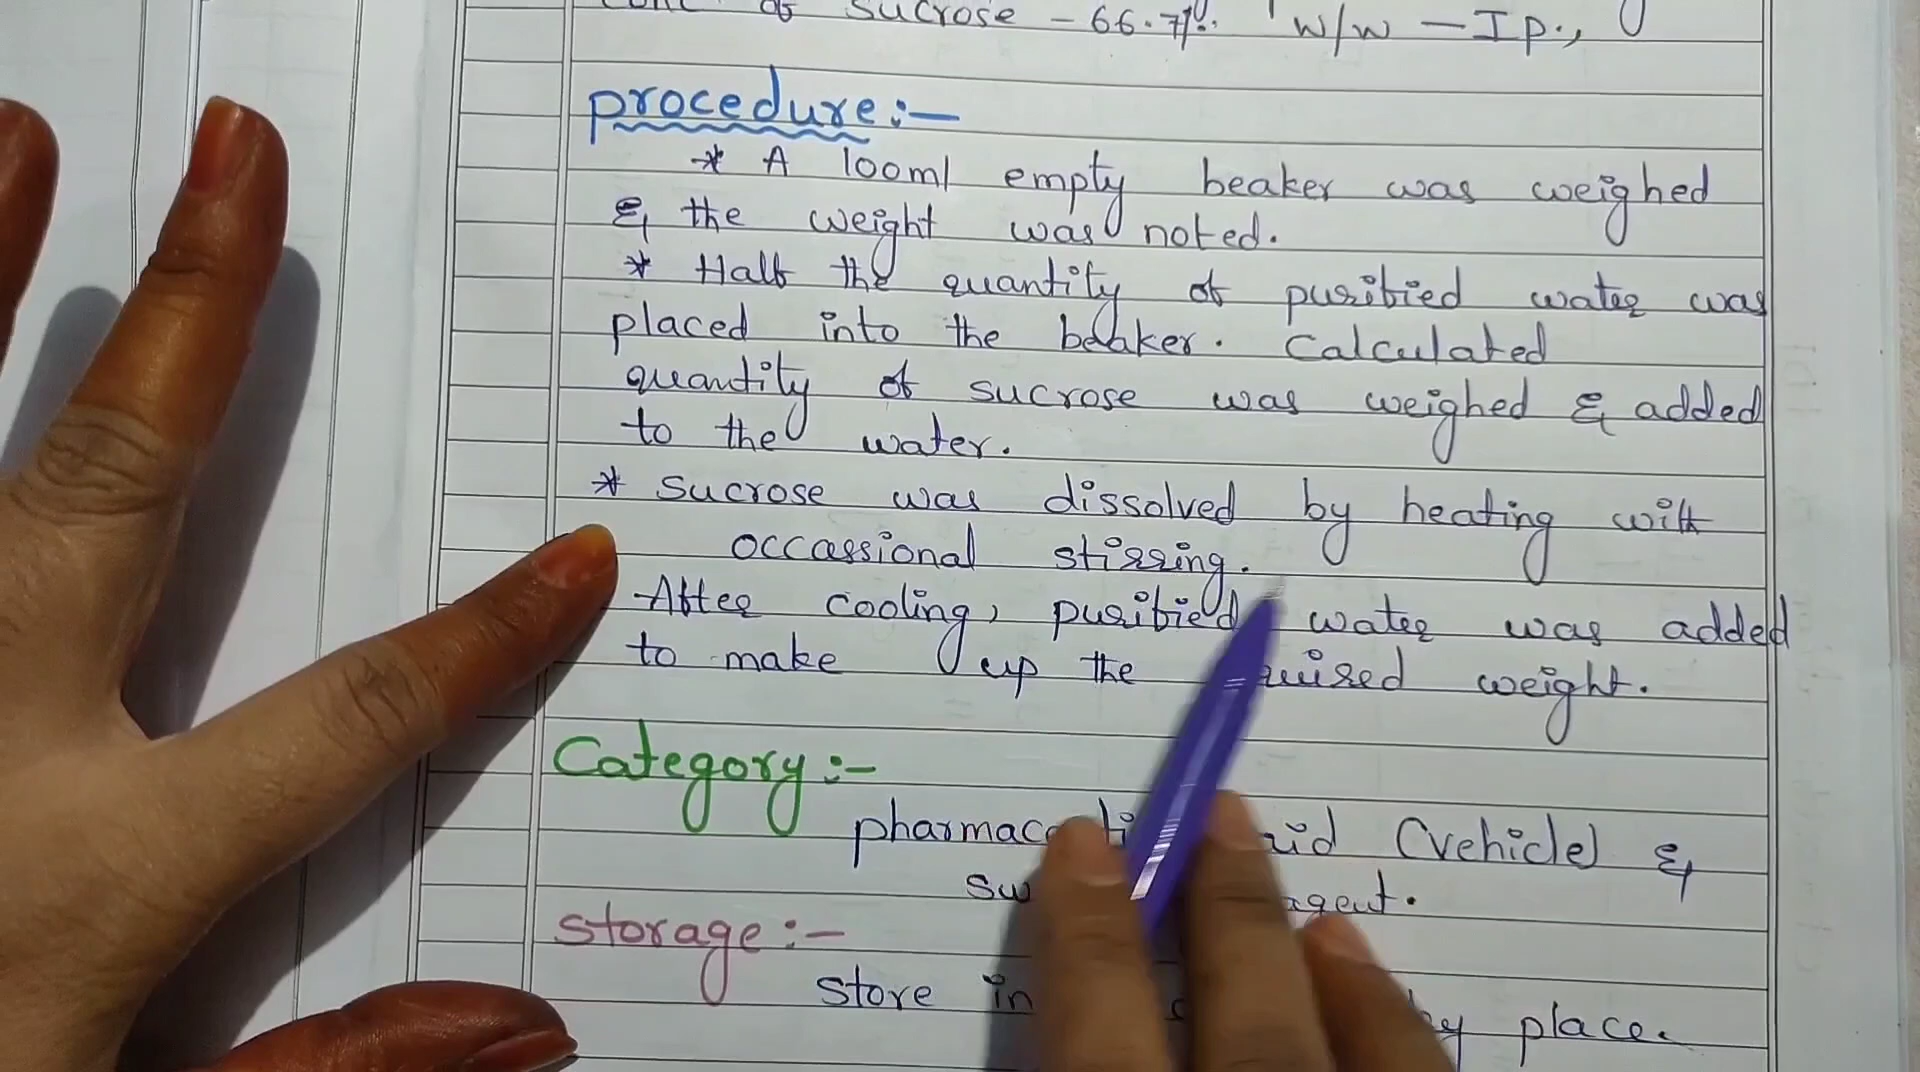 of sucrose - 66.7%. w/w - Ip.,
procedure:-
* A 100ml empty beaker was weighed
& the weight was noted.
* Half the quantity of purified water was
placed into the beaker. Calculated
quantity of sucrose was weighed & added
to the water.
* sucrose was dissolved by heating with
occassional stirring.
After cooling, purified water was added
to make up the weight.
Category:-
(vehicle) &
agent.
storage:-
store in place.